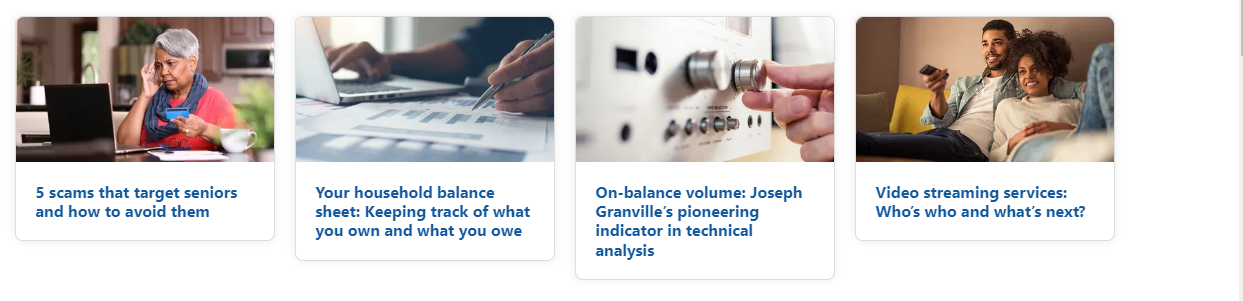 5 scams that target seniors
and how to avoid them
Your household balance
sheet: Keeping track of what
you own and what you owe
On-balance volume: Joseph
Granville’s pioneering
indicator in technical
analysis
Video streaming services:
Who’s who and what’s next?